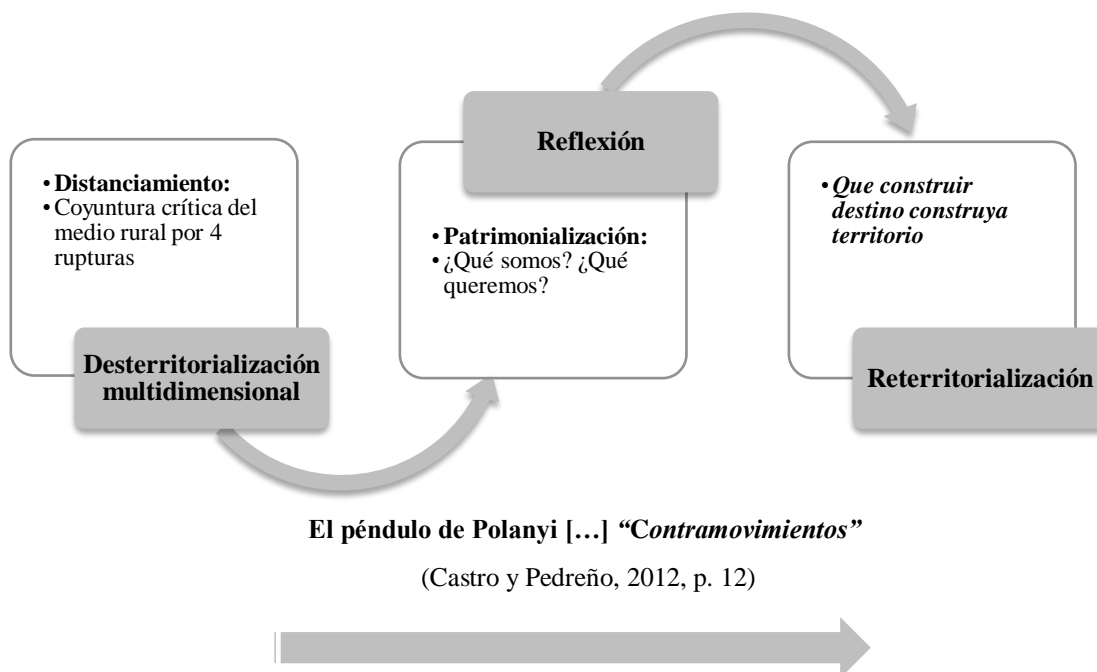 • Distanciamiento:
• Coyuntura crítica del
medio rural por 4
rupturas
Desterritorialización
multidimensional
Reflexión
• Patrimonialización:
• ¿Qué somos? ¿Qué
queremos?
• Que construir
destino construya
territorio
Reterritorialización
El péndulo de Polanyi […] “Contramovimientos”
(Castro y Pedreño, 2012, p. 12)